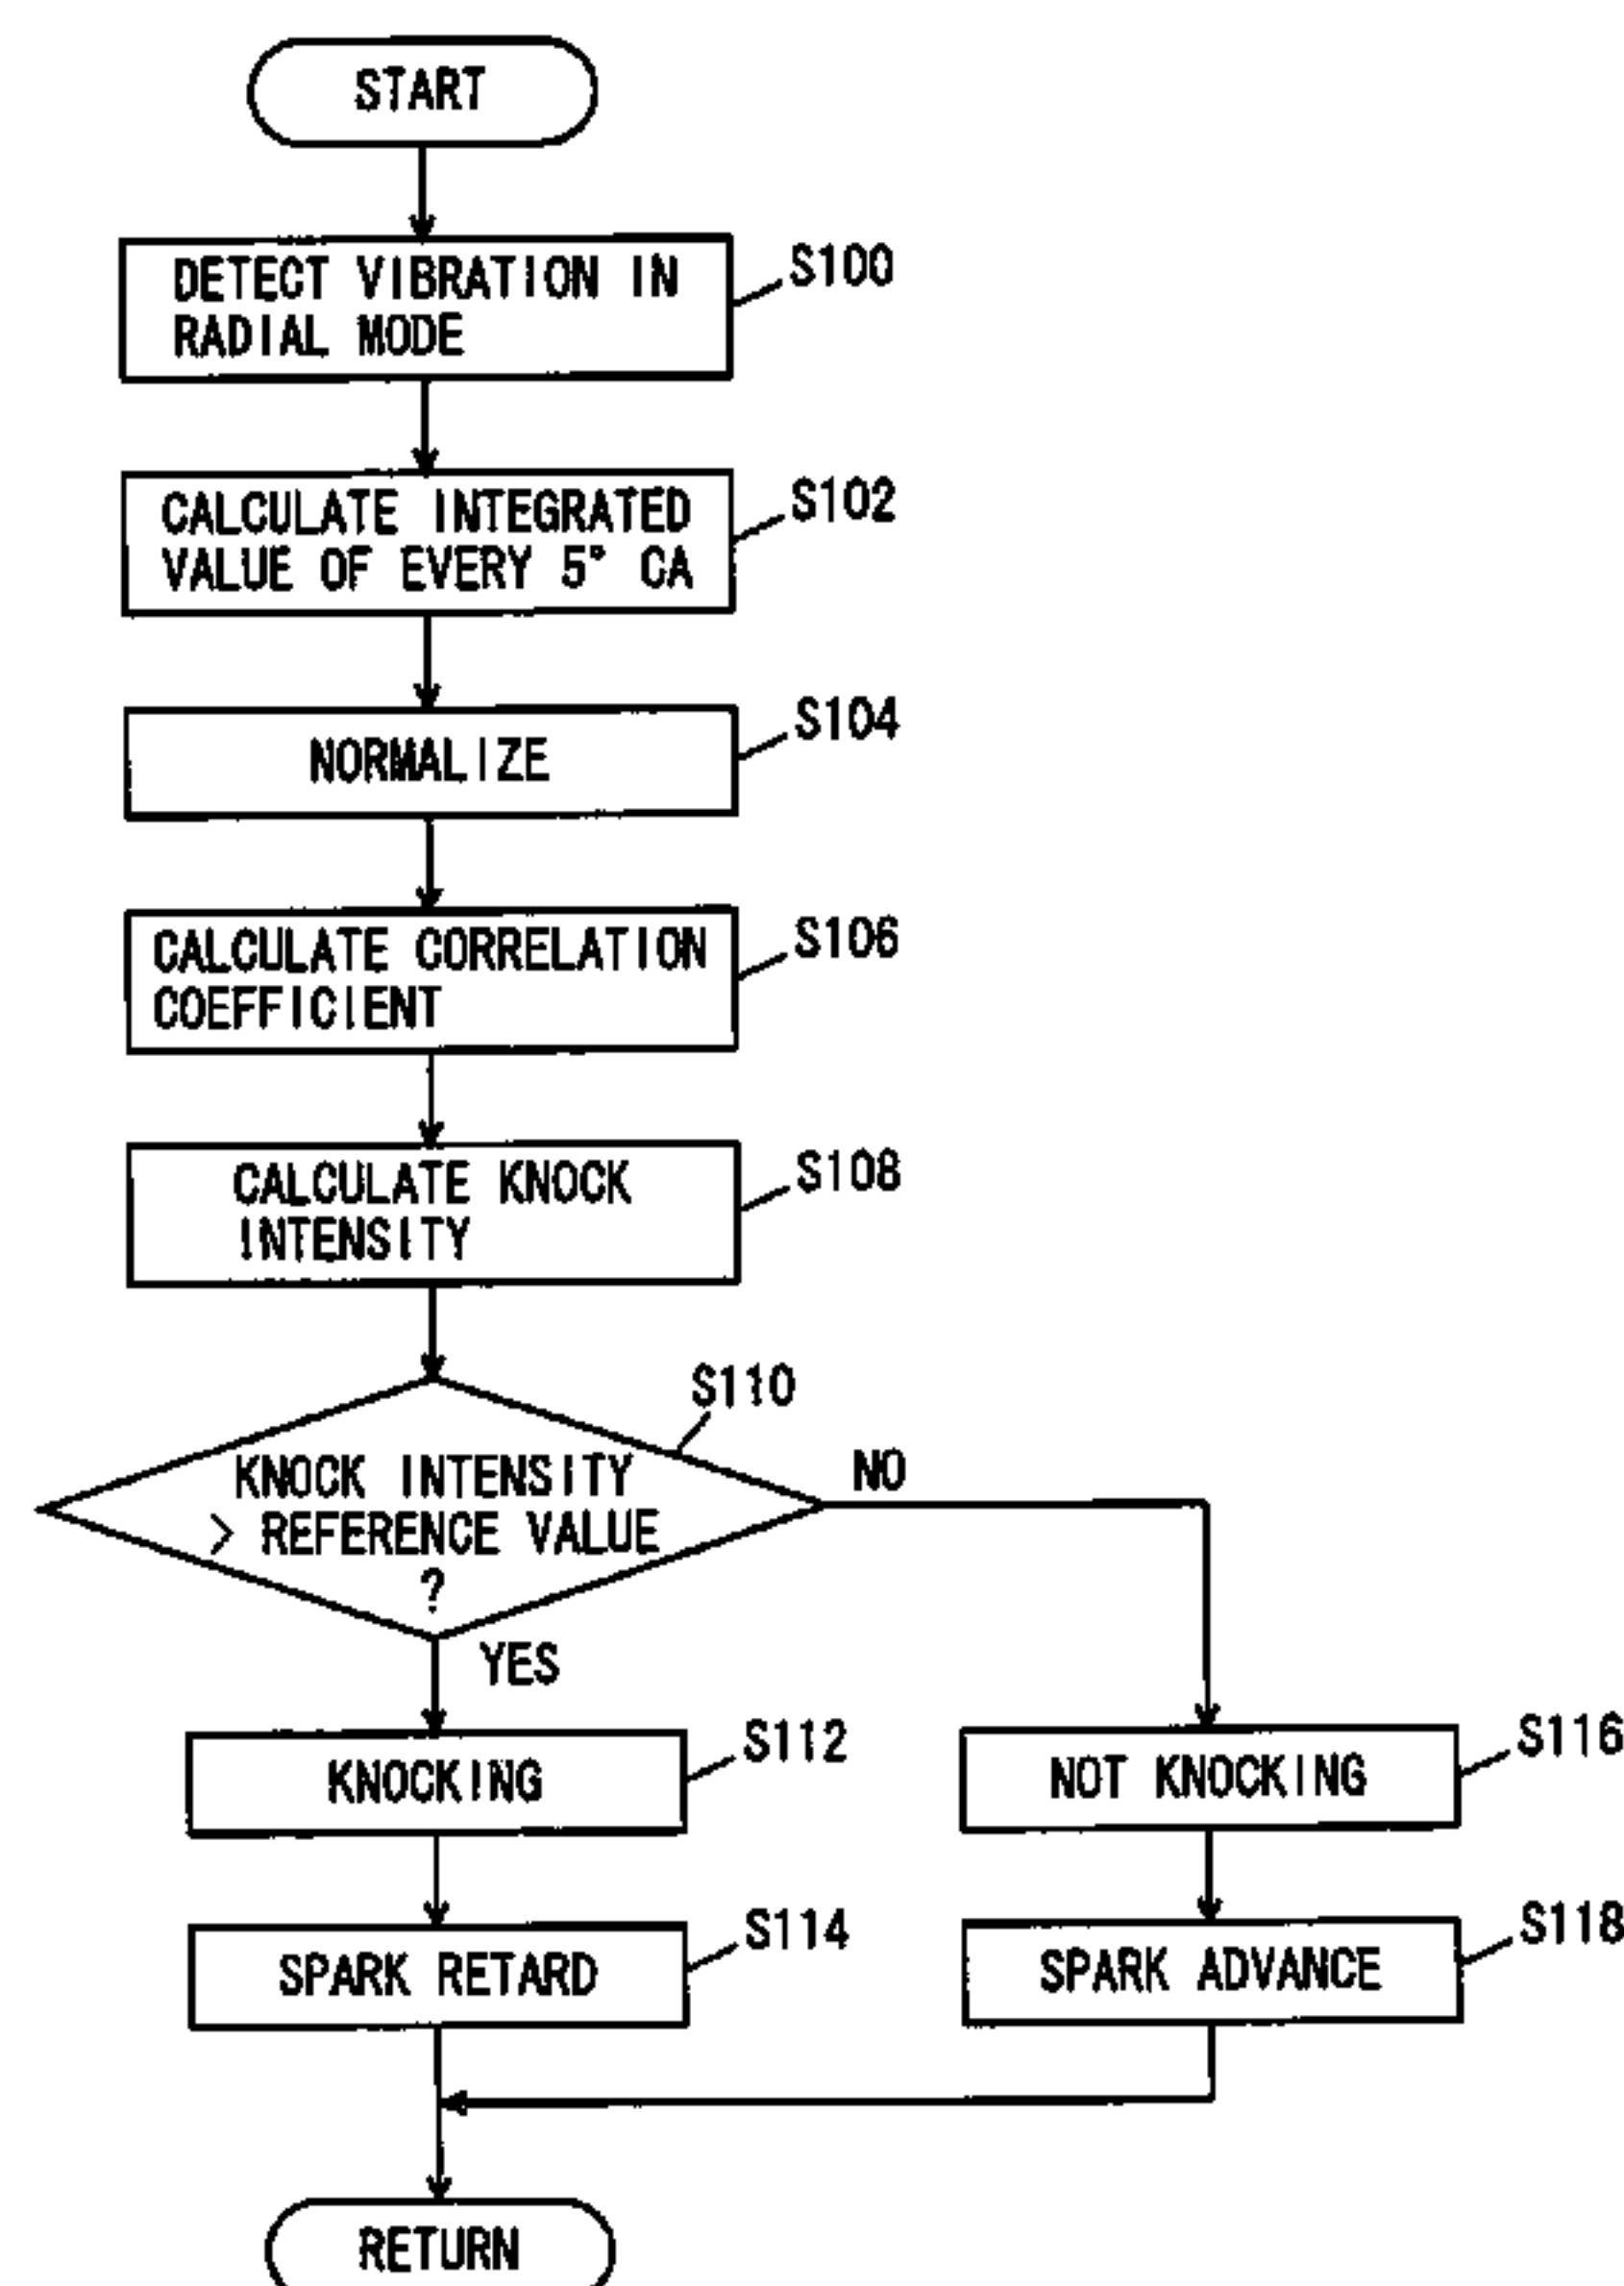 START
DETECT VIBRATION IN
RADIAL MODE
S100
CALCULATE INTEGRATED
VALUE OF EVERY 5° CA
S102
NORMALIZE
S104
CALCULATE CORRELATION
COEFFICIENT
S106
CALCULATE KNOCK
INTENSITY
S108
S110
KNOCK INTENSITY
> REFERENCE VALUE
?
NO
YES
KNOCKING
S112
NOT KNOCKING
S116
SPARK RETARD
S114
SPARK ADVANCE
S118
RETURN